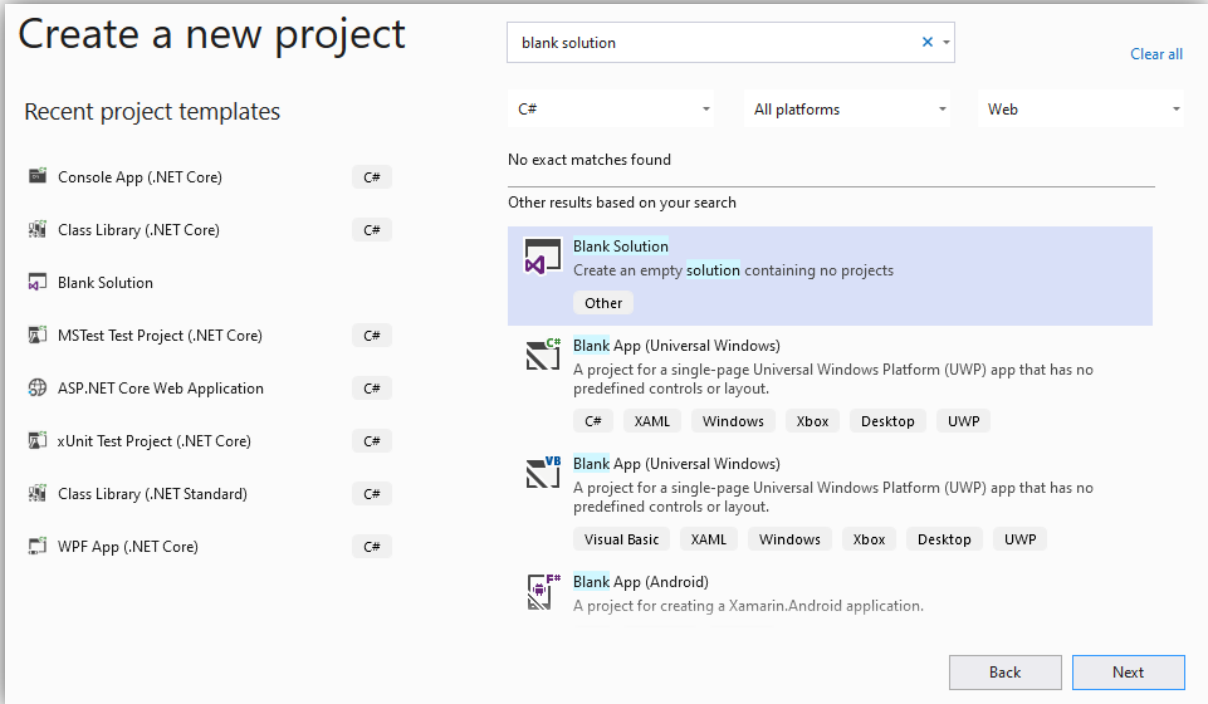 Create a new project
blank solution
Clear all
Recent project templates
C#
All platforms
Web
Console App (.NET Core)
C#
Class Library (.NET Core)
C#
Blank Solution
MSTest Test Project (.NET Core)
C#
ASP.NET Core Web Application
C#
xUnit Test Project (.NET Core)
C#
Class Library (.NET Standard)
C#
WPF App (.NET Core)
C#
No exact matches found
Other results based on your search
Blank Solution
Create an empty solution containing no projects
Other
C#
Blank App (Universal Windows)
A project for a single-page Universal Windows Platform (UWP) app that has no
predefined controls or layout.
C# XAML Windows Xbox Desktop UWP
VB
Blank App (Universal Windows)
A project for a single-page Universal Windows Platform (UWP) app that has no
predefined controls or layout.
Visual Basic XAML Windows Xbox Desktop UWP
F#
Blank App (Android)
A project for creating a Xamarin.Android application.
Back
Next